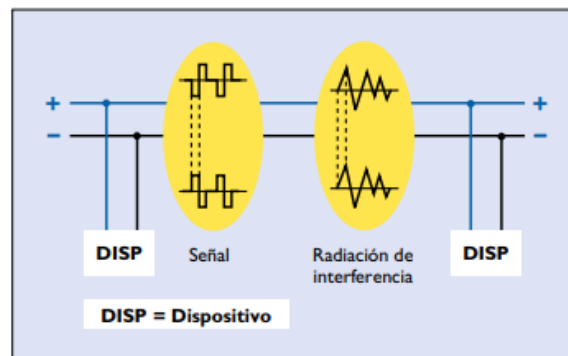 + +
− −
DISP Señal Radiación de DISP
interferencia
DISP = Dispositivo